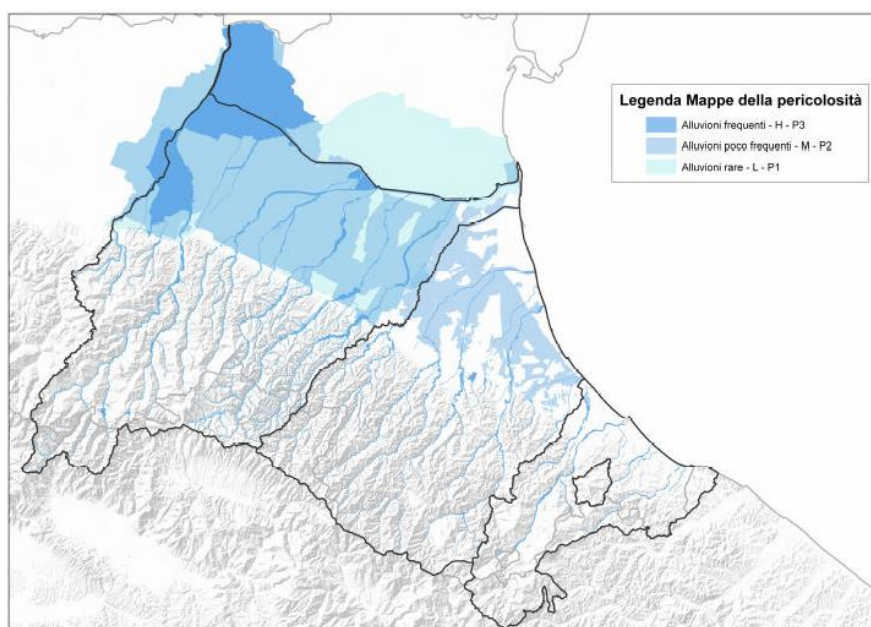 Legenda Mappe della pericolosità
Alluvioni frequenti - H - P3
Alluvioni poco frequenti - M - P2
Alluvioni rare - L - P1